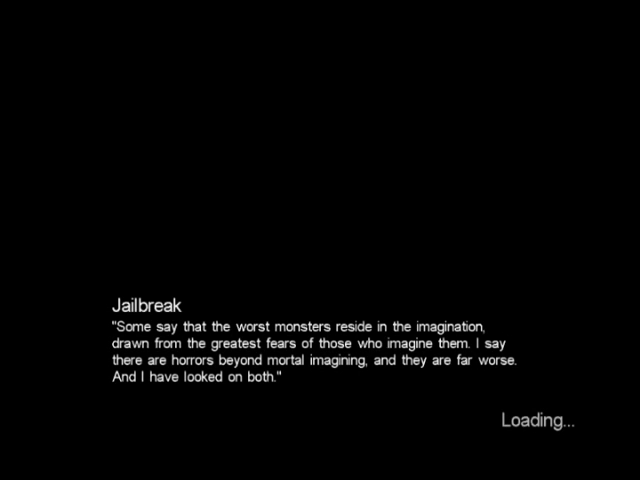 Jailbreak
"Some say that the worst monsters reside in the imagination,
drawn from the greatest fears of those who imagine them. I say
there are horrors beyond mortal imagining, and they are far worse.
And I have looked on both."
Loading...